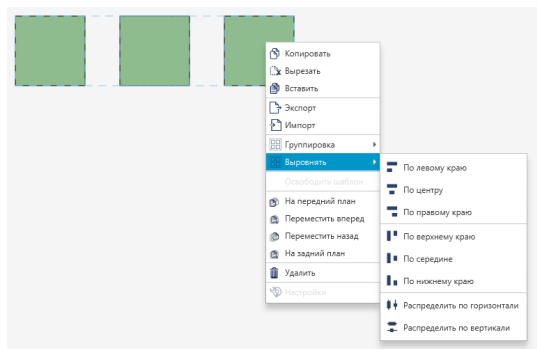 Копировать
Вырезать
Вставить
Экспорт
Импорт
Группировка
Выровнять
Освободить шаблон
На передний план
Переместить вперед
Переместить назад
На задний план
Удалить
Настройки
По левому краю
По центру
По правому краю
По верхнему краю
По середине
По нижнему краю
Распределить по горизонтали
Распределить по вертикали